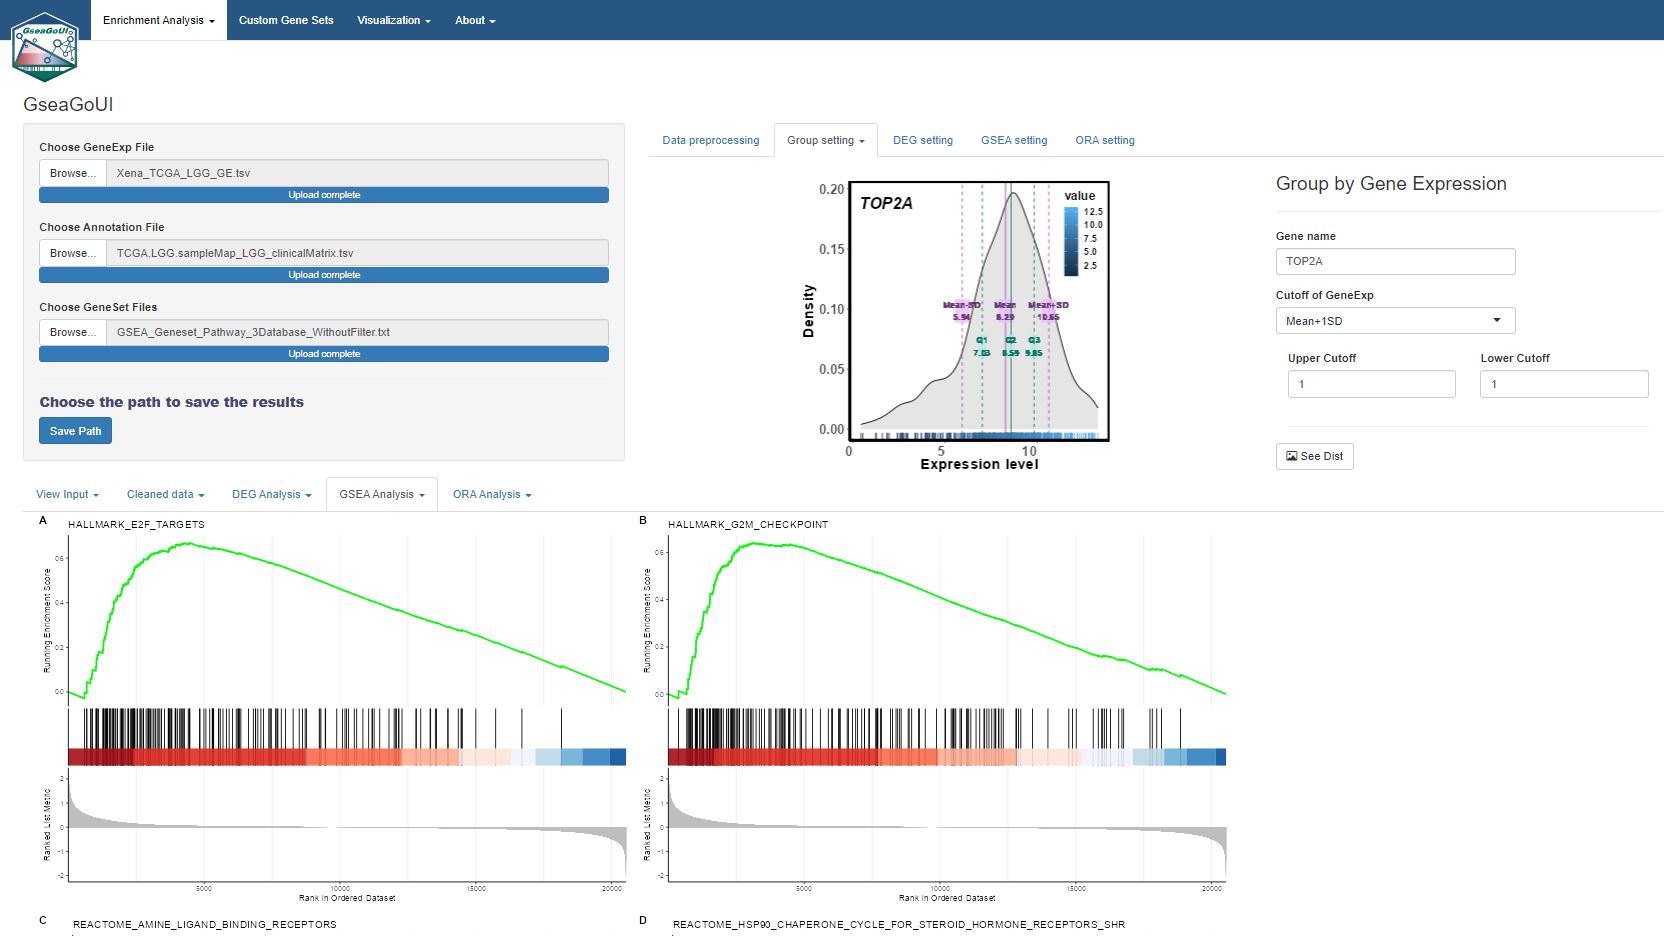 Enrichment Analysis Custom Gene Sets Visualization About
GseaGoUI
GseaGoUI
Choose GeneExp File
Browse... Xena_TCGA_LGG_GE.tsv
Upload complete
Choose Annotation File
Browse... TCGA.LGG.sampleMap_LGG_clinicalMatrix.tsv
Upload complete
Choose GeneSet Files
Browse... GSEA_Geneset_Pathway_3Database_WithoutFilter.txt
Upload complete
Choose the path to save the results
Save Path
Data preprocessing Group setting DEG setting GSEA setting ORA setting
TOP2A
value
12.5
10.0
7.5
5.0
2.5
0.20
0.15
0.10
0.05
0.00
Density
Mean-SD Mean Mean+SD
5.94 8.29 10.65
Q1 Q2 Q3
0 5 10
Expression level
Group by Gene Expression
Gene name
TOP2A
Cutoff of GeneExp
Mean+1SD
Upper Cutoff Lower Cutoff
1 1
See Dist
View Input Cleaned data DEG Analysis GSEA Analysis ORA Analysis
A HALLMARK_E2F_TARGETS
0.6
0.4
0.2
0.0
Running Enrichment Score
2
1
0
-1
-2
Ranked List Metric
5000 10000 15000 20000
Rank in Ordered Dataset
B HALLMARK_G2M_CHECKPOINT
0.6
0.4
0.2
0.0
Running Enrichment Score
2
1
0
-1
-2
Ranked List Metric
5000 10000 15000 20000
Rank in Ordered Dataset
C REACTOME_AMINE_LIGAND_BINDING_RECEPTORS
D REACTOME_HSP90_CHAPERONE_CYCLE_FOR_STEROID_HORMONE_RECEPTORS_SHR